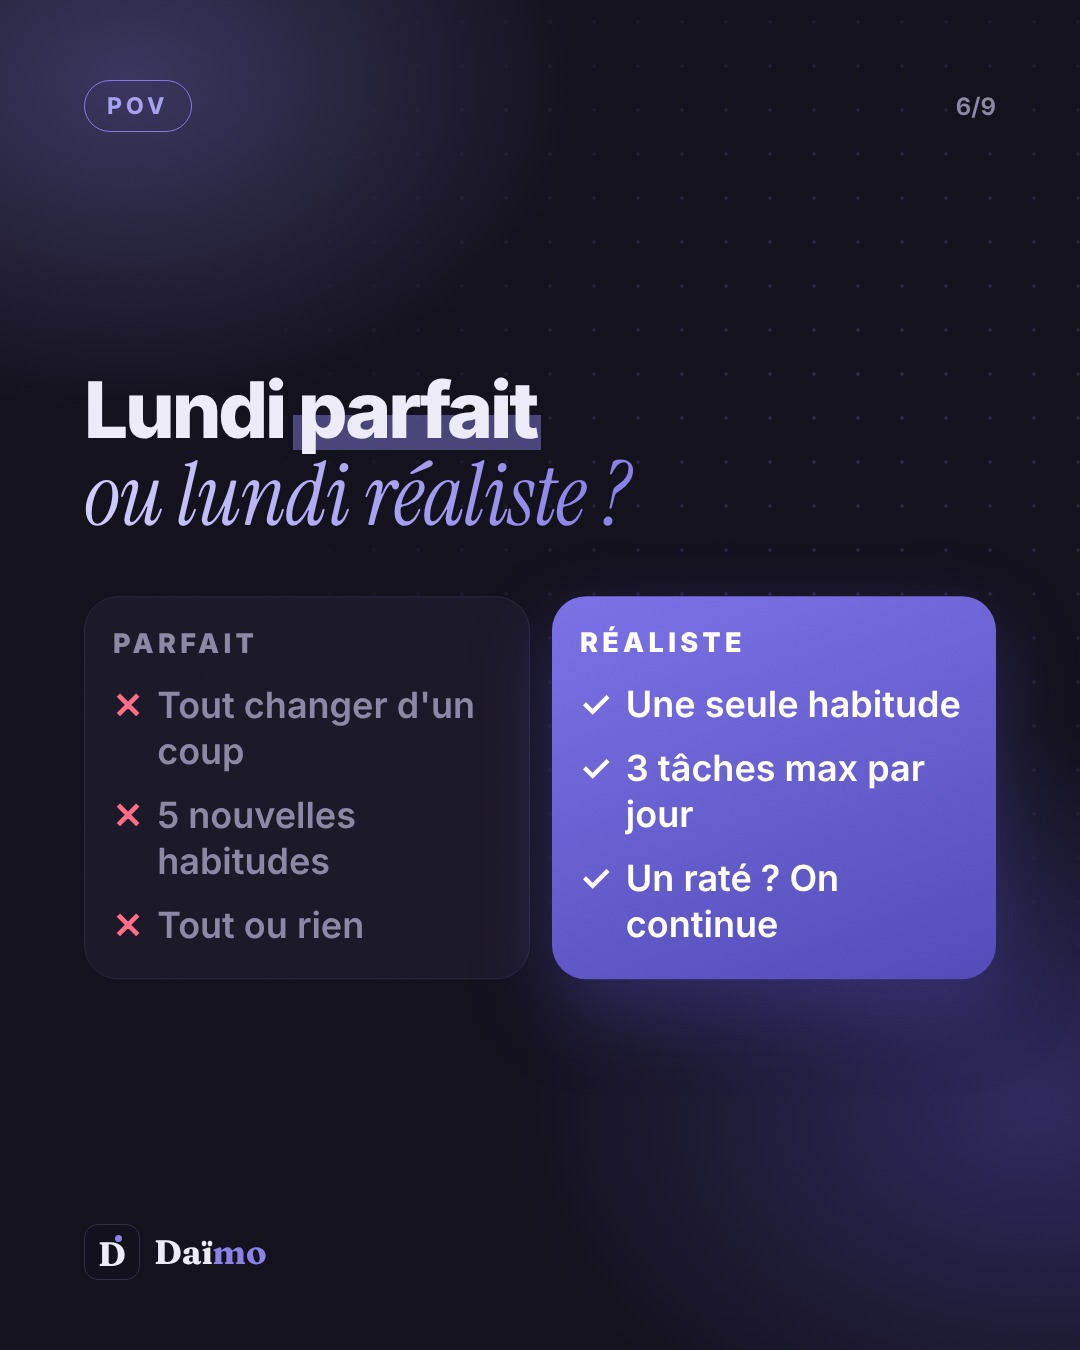 POV
6/9
Lundi parfait
ou lundi réaliste ?
PARFAIT
✕ Tout changer d'un
coup
✕ 5 nouvelles
habitudes
✕ Tout ou rien
RÉALISTE
✓ Une seule habitude
✓ 3 tâches max par
jour
✓ Un raté ? On
continue
D
Daïmo